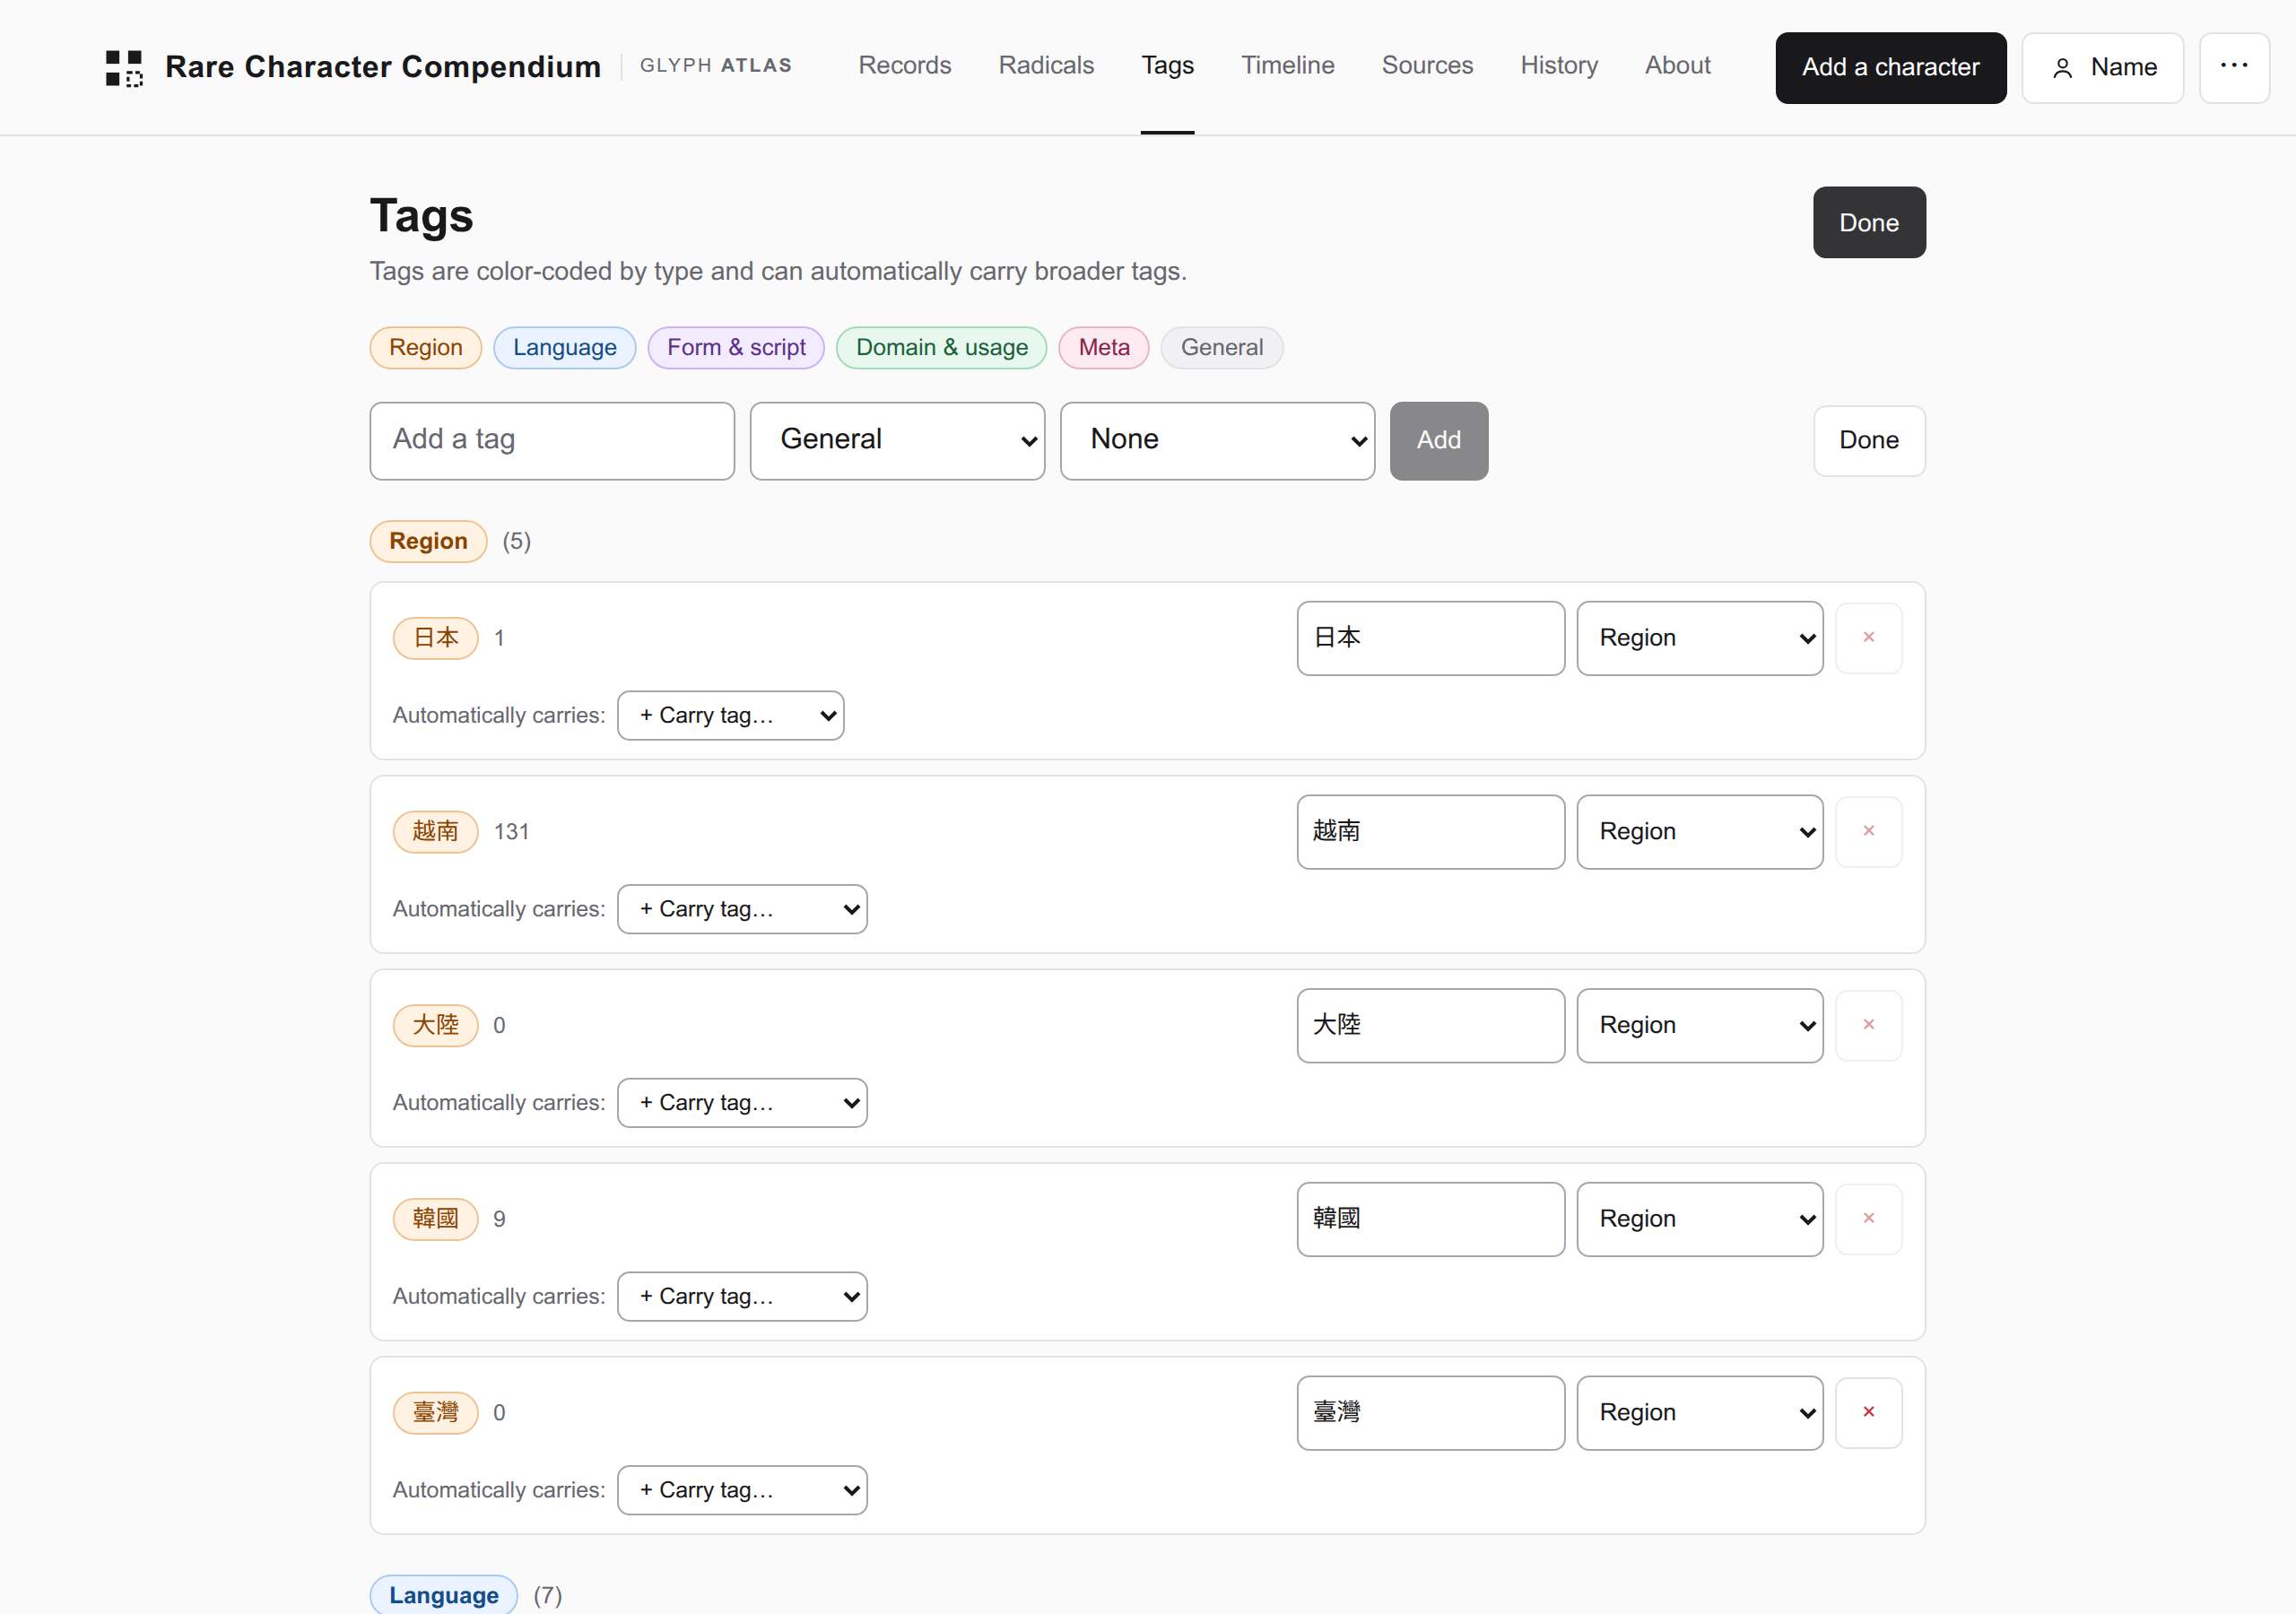 Rare Character Compendium GLYPH ATLAS Records Radicals Tags Timeline Sources History About Add a character Name ...
Tags Done
Tags are color-coded by type and can automatically carry broader tags.
Region Language Form & script Domain & usage Meta General
Add a tag General None Add Done
Region (5)
日本 1 日本 Region ×
Automatically carries: + Carry tag...
越南 131 越南 Region ×
Automatically carries: + Carry tag...
大陸 0 大陸 Region ×
Automatically carries: + Carry tag...
韓國 9 韓國 Region ×
Automatically carries: + Carry tag...
臺灣 0 臺灣 Region ×
Automatically carries: + Carry tag...
Language (7)